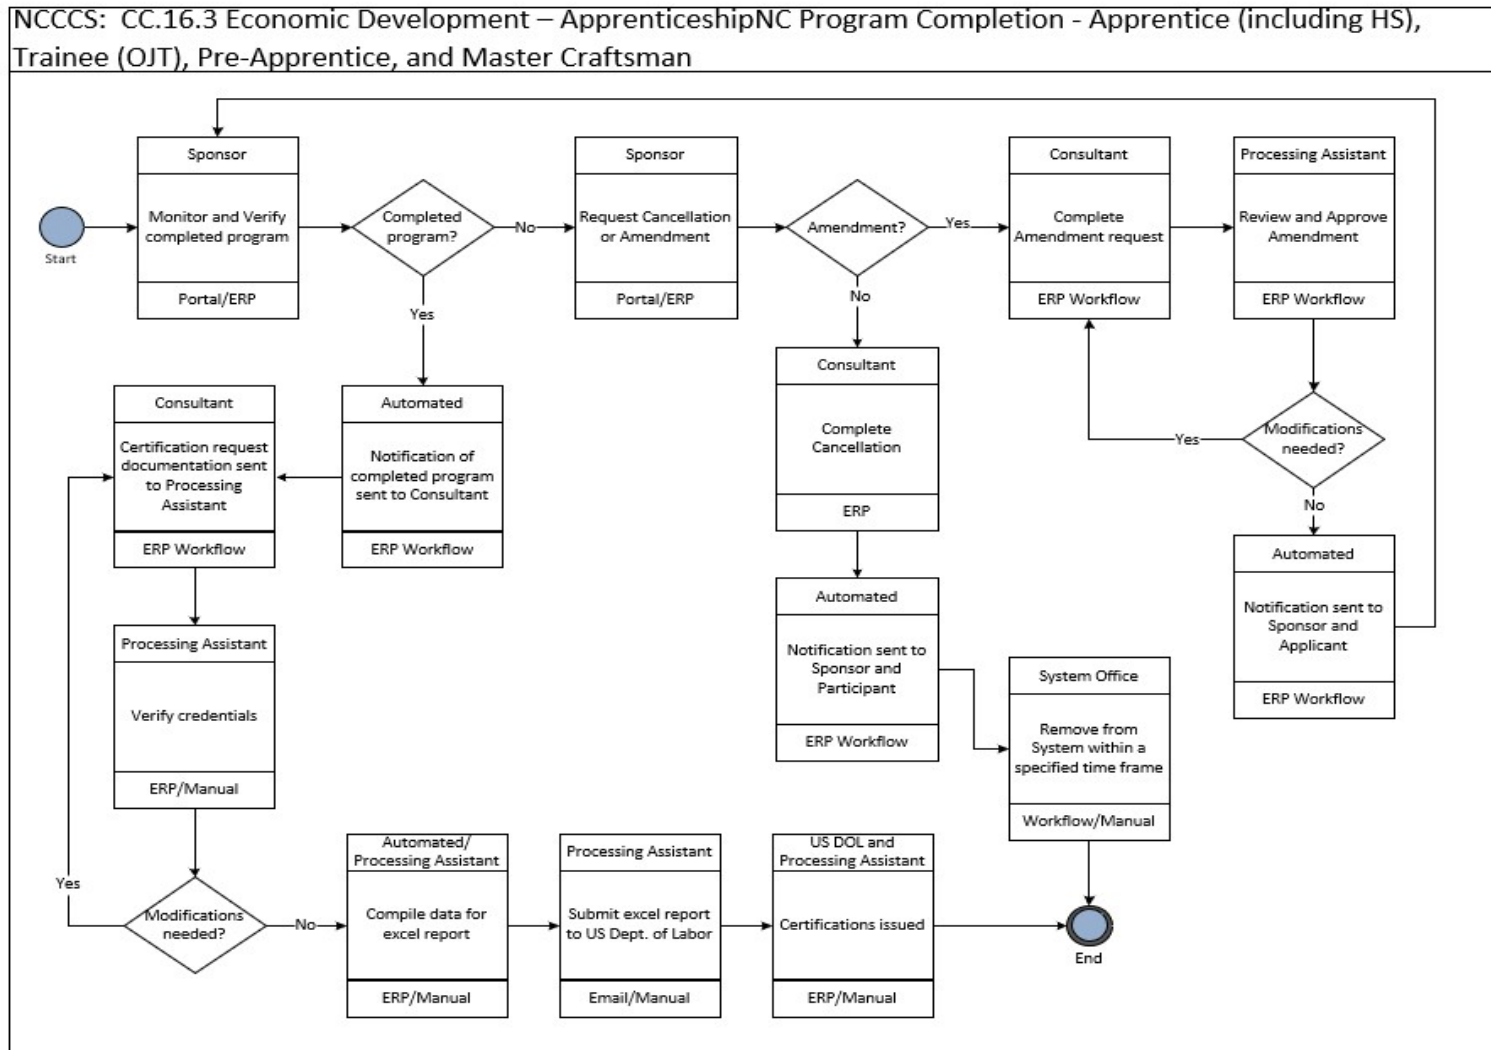 NCCCS:  CC.16.3 Economic Development – ApprenticeshipNC Program Completion - Apprentice (including HS),
Trainee (OJT), Pre-Apprentice, and Master Craftsman
Start
Sponsor
Monitor and Verify
completed program
Portal/ERP
Completed
program?
No
Yes
Sponsor
Request Cancellation
or Amendment
Portal/ERP
Amendment?
Yes
No
Consultant
Complete
Amendment request
ERP Workflow
Processing Assistant
Review and Approve
Amendment
ERP Workflow
Modifications
needed?
Yes
No
Automated
Notification sent to
Sponsor and
Applicant
ERP Workflow
Consultant
Complete
Cancellation
ERP
Automated
Notification sent to
Sponsor and
Participant
ERP Workflow
System Office
Remove from
System within a
specified time frame
Workflow/Manual
Automated
Notification of
completed program
sent to Consultant
ERP Workflow
Consultant
Certification request
documentation sent
to Processing
Assistant
ERP Workflow
Processing Assistant
Verify credentials
ERP/Manual
Modifications
needed?
Yes
No
Automated/
Processing Assistant
Compile data for
excel report
ERP/Manual
Processing Assistant
Submit excel report
to US Dept. of Labor
Email/Manual
US DOL and
Processing Assistant
Certifications issued
ERP/Manual
End